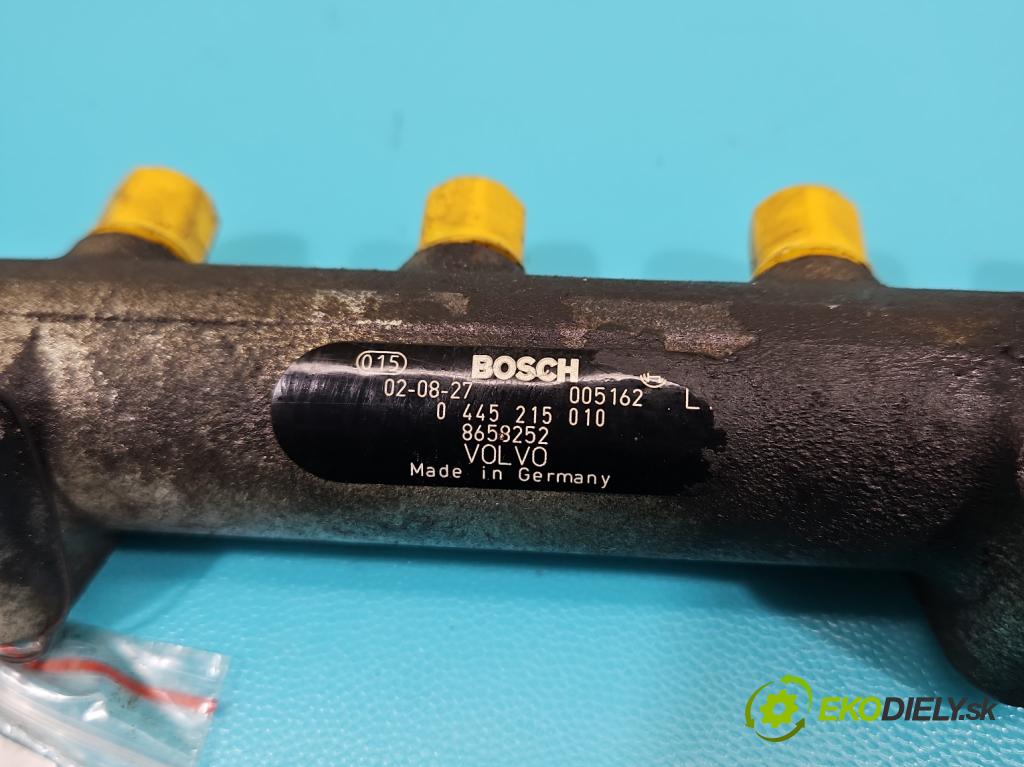 015 BOSCH
02-08-27 005162 L
0 445 215 010
8658252
VOLVO
Made in Germany
EKODIELY.sk